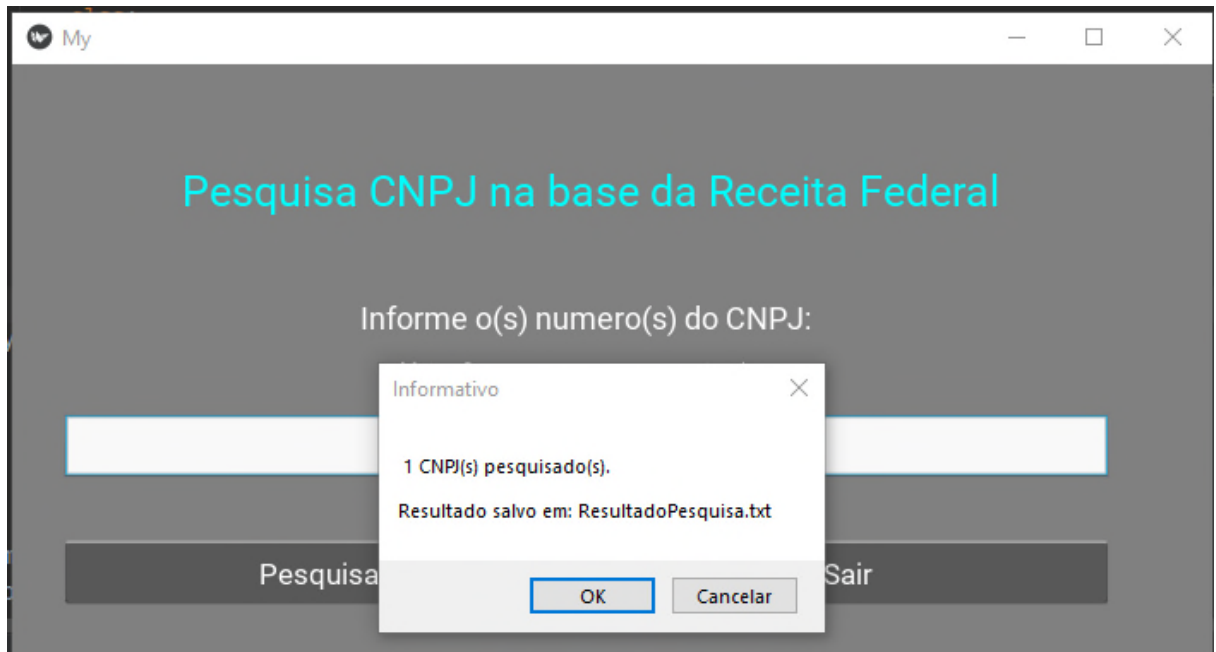 My
Pesquisa CNPJ na base da Receita Federal
Informe o(s) numero(s) do CNPJ:
Informativo
1 CNPJ(s) pesquisado(s).
Resultado salvo em: ResultadoPesquisa.txt
Pesquisa
Sair
OK
Cancelar